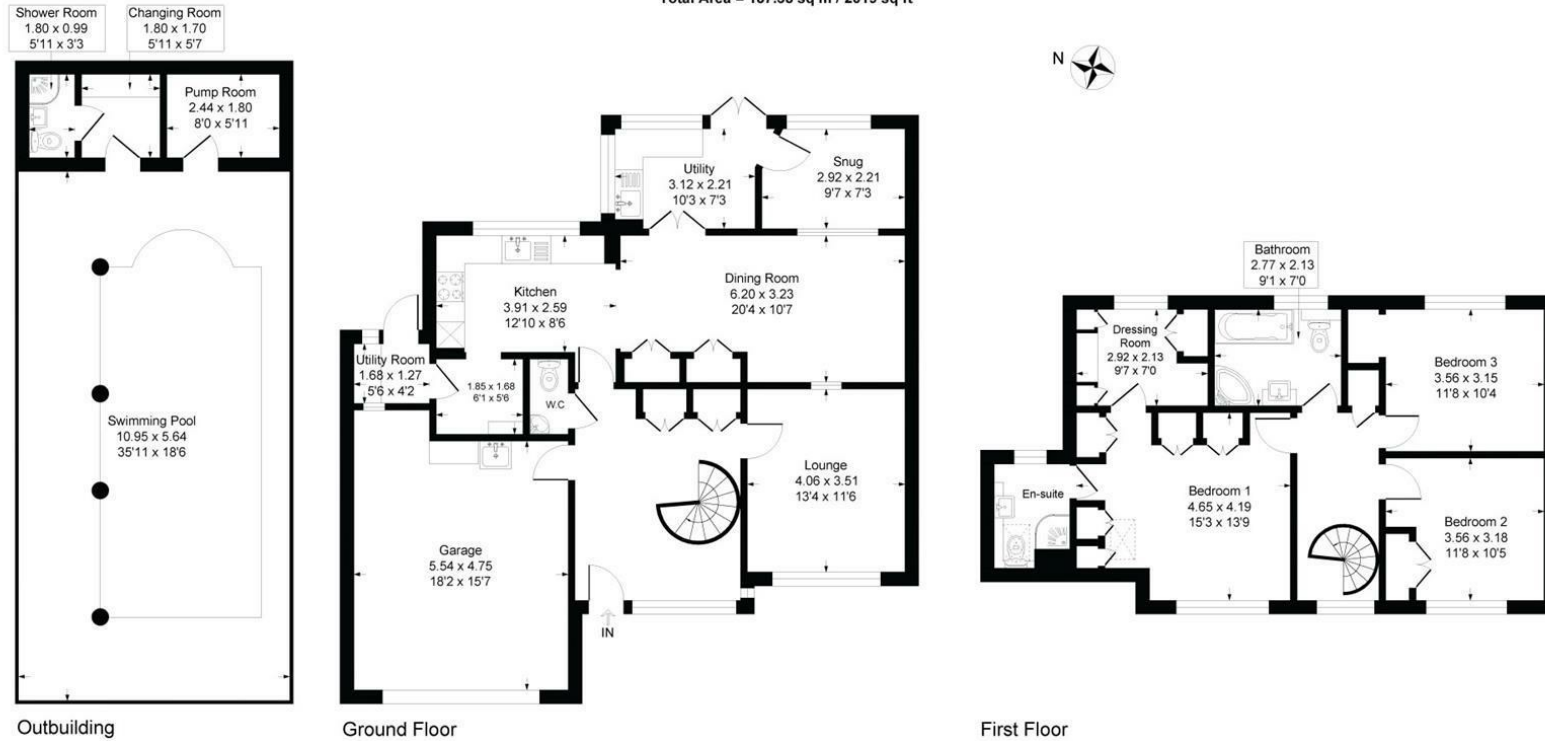 Total Area = 187.58 sq m / 2019 sq ft
Shower Room
1.80 x 0.99
5'11 x 3'3
Changing Room
1.80 x 1.70
5'11 x 5'7
Pump Room
2.44 x 1.80
8'0 x 5'11
Swimming Pool
10.95 x 5.64
35'11 x 18'6
Outbuilding
Utility
3.12 x 2.21
10'3 x 7'3
Snug
2.92 x 2.21
9'7 x 7'3
Kitchen
3.91 x 2.59
12'10 x 8'6
Dining Room
6.20 x 3.23
20'4 x 10'7
Utility Room
1.68 x 1.27
5'6 x 4'2
1.85 x 1.68
6'1 x 5'6
W.C
Lounge
4.06 x 3.51
13'4 x 11'6
Garage
5.54 x 4.75
18'2 x 15'7
IN
Ground Floor
N
Bathroom
2.77 x 2.13
9'1 x 7'0
Dressing
Room
2.92 x 2.13
9'7 x 7'0
Bedroom 3
3.56 x 3.15
11'8 x 10'4
En-suite
Bedroom 1
4.65 x 4.19
15'3 x 13'9
Bedroom 2
3.56 x 3.18
11'8 x 10'5
First Floor